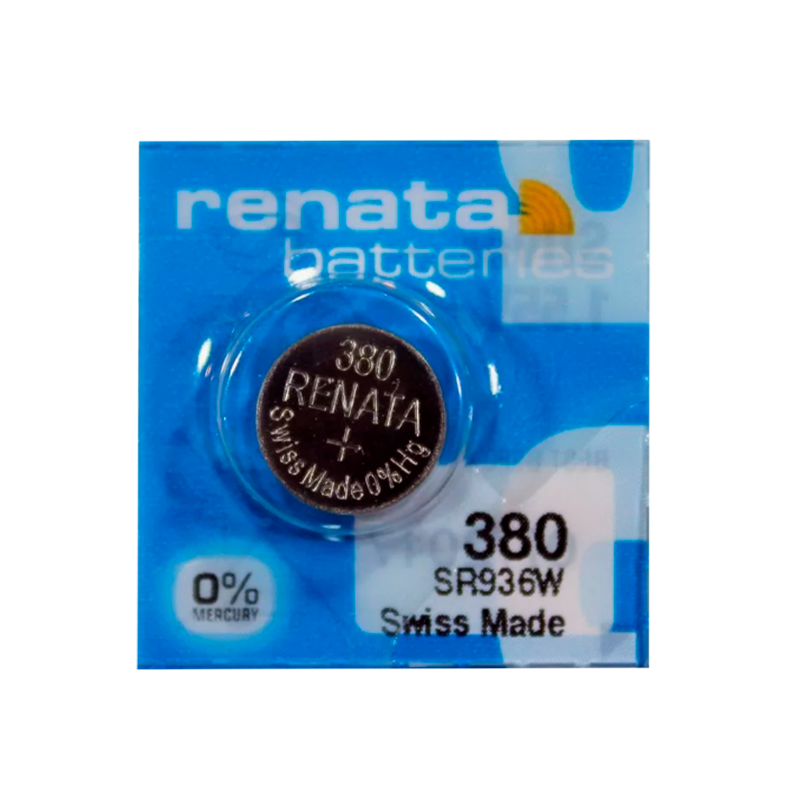 renata
batteries
380
RENATA
+
Swiss Made 0% Hg
380
SR936W
Swiss Made
0%
MERCURY